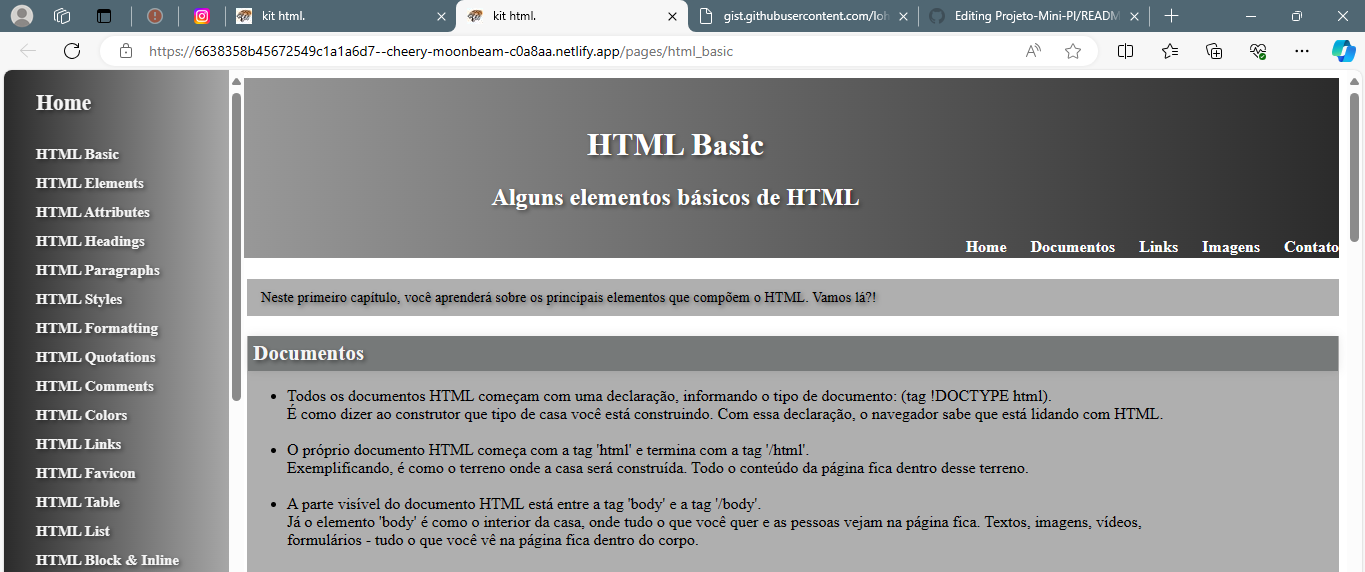 kit html.
kit html.
gist.githubusercontent.com/loh
Editing Projeto-Mini-PI/READM
https://6638358b45672549c1a1a6d7--cheery-moonbeam-c0a8aa.netlify.app/pages/html_basic
Home
HTML Basic
HTML Elements
HTML Attributes
HTML Headings
HTML Paragraphs
HTML Styles
HTML Formatting
HTML Quotations
HTML Comments
HTML Colors
HTML Links
HTML Favicon
HTML Table
HTML List
HTML Block & Inline
HTML Basic
Alguns elementos básicos de HTML
Home Documentos Links Imagens Contato
Neste primeiro capítulo, você aprenderá sobre os principais elementos que compõem o HTML. Vamos lá?!
Documentos
• Todos os documentos HTML começam com uma declaração, informando o tipo de documento: (tag !DOCTYPE html).
É como dizer ao construtor que tipo de casa você está construindo. Com essa declaração, o navegador sabe que está lidando com HTML.
• O próprio documento HTML começa com a tag 'html' e termina com a tag '/html'.
Exemplificando, é como o terreno onde a casa será construída. Todo o conteúdo da página fica dentro desse terreno.
• A parte visível do documento HTML está entre a tag 'body' e a tag '/body'.
Já o elemento 'body' é como o interior da casa, onde tudo o que você quer e as pessoas vejam na página fica. Textos, imagens, vídeos,
formulários - tudo o que você vê na página fica dentro do corpo.